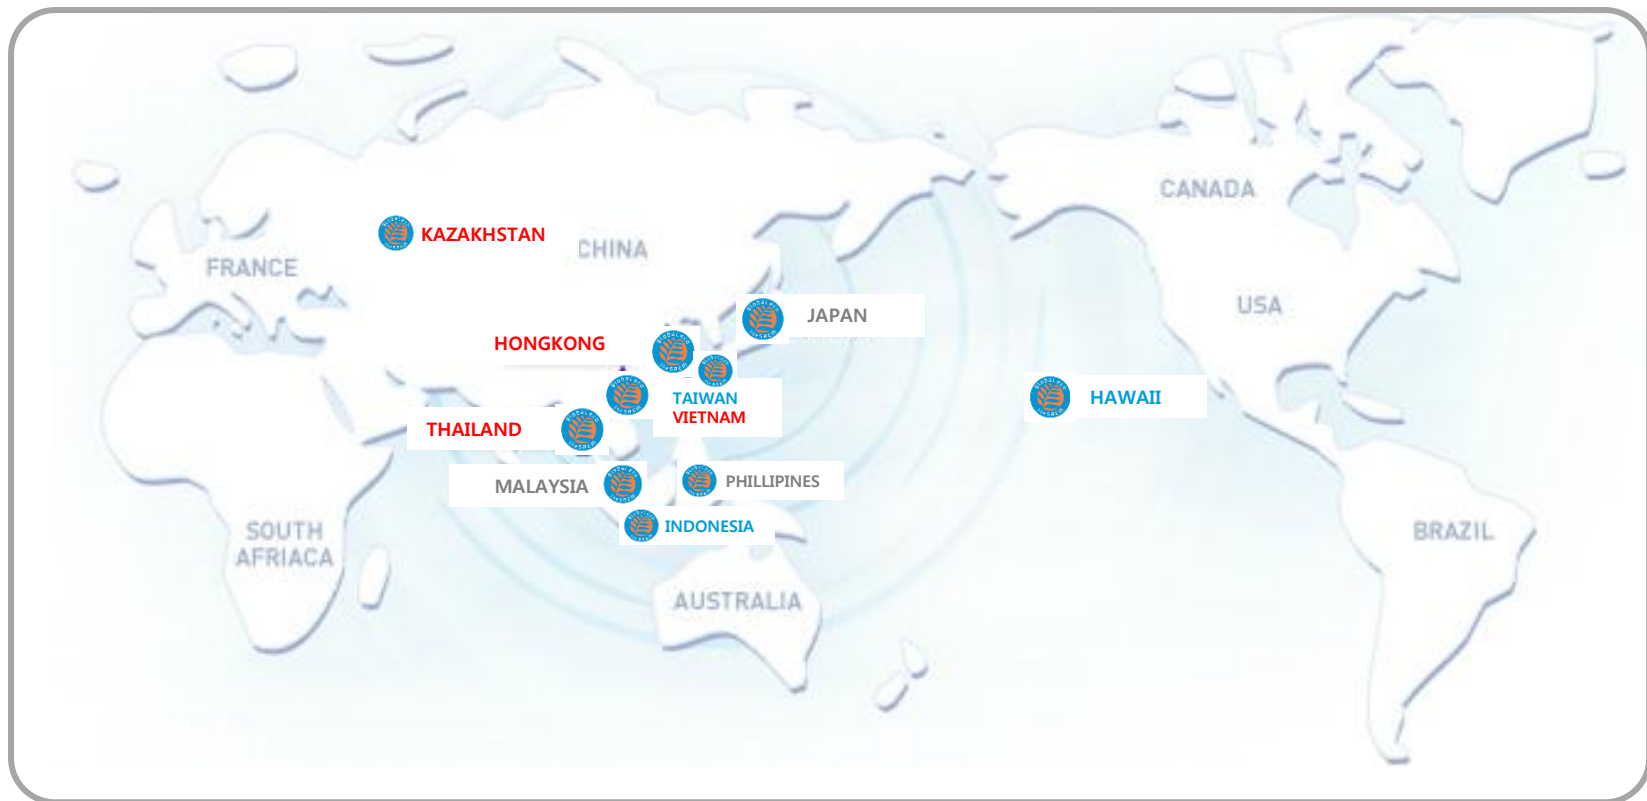 CANADA
KAZAKHSTAN
CHINA
FRANCE
USA
JAPAN
HONGKONG
TAIWAN
VIETNAM
HAWAII
THAILAND
MALAYSIA
PHILLIPINES
INDONESIA
SOUTH
AFRIACA
BRAZIL
AUSTRALIA